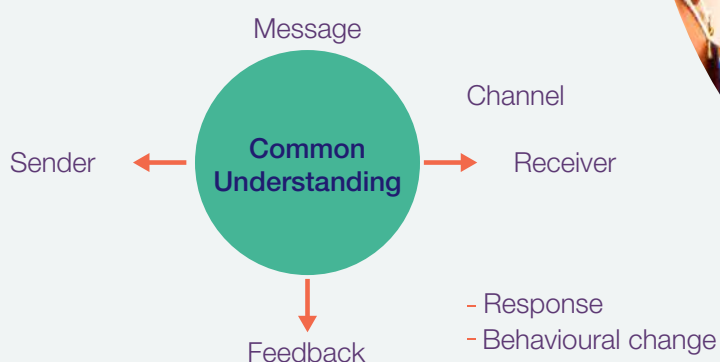 Message
Channel
Sender
Common
Understanding
Receiver
- Response
- Behavioural change
Feedback